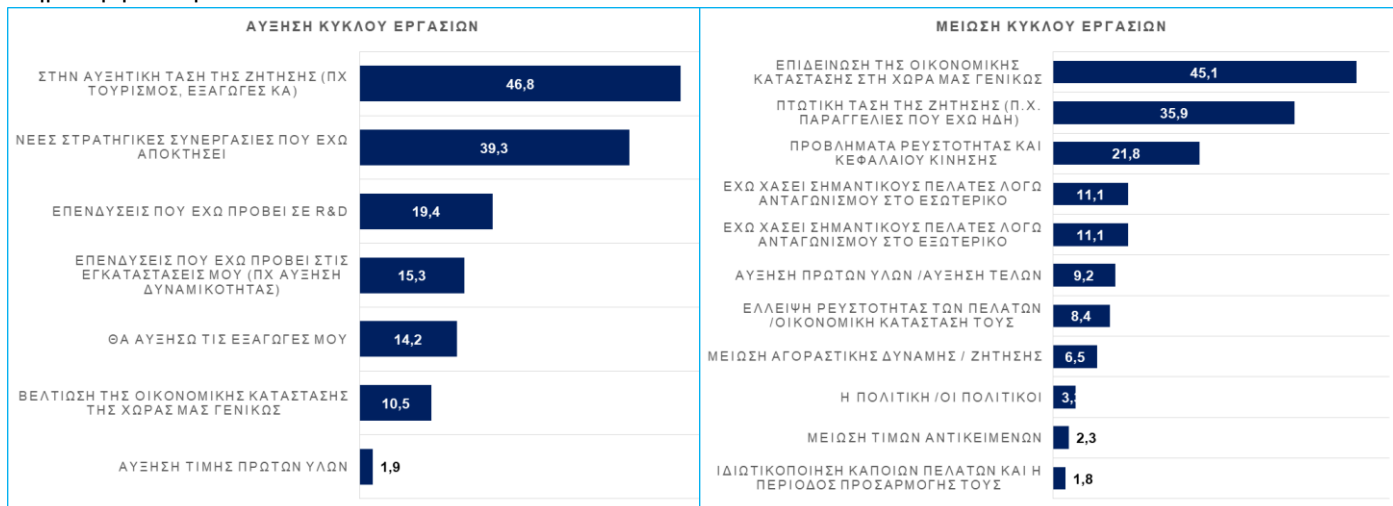 ΑΥΞΗΣΗ ΚΥΚΛΟΥ ΕΡΓΑΣΙΩΝ
ΣΤΗΝ ΑΥΞΗΤΙΚΗ ΤΑΣΗ ΤΗΣ ΖΗΤΗΣΗΣ (ΠΧ
ΤΟΥΡΙΣΜΟΣ, ΕΞΑΓΩΓΕΣ ΚΑ)
46,8
ΝΕΕΣ ΣΤΡΑΤΗΓΙΚΕΣ ΣΥΝΕΡΓΑΣΙΕΣ ΠΟΥ ΕΧΩ
ΑΠΟΚΤΗΣΕΙ
39,3
ΕΠΕΝΔΥΣΕΙΣ ΠΟΥ ΕΧΩ ΠΡΟΒΕΙ ΣΕ R&D
19,4
ΕΠΕΝΔΥΣΕΙΣ ΠΟΥ ΕΧΩ ΠΡΟΒΕΙ ΣΤΙΣ
ΕΓΚΑΤΑΣΤΑΣΕΙΣ ΜΟΥ (ΠΧ ΑΥΞΗΣΗ
ΔΥΝΑΜΙΚΟΤΗΤΑΣ)
15,3
ΘΑ ΑΥΞΗΣΩ ΤΙΣ ΕΞΑΓΩΓΕΣ ΜΟΥ
14,2
ΒΕΛΤΙΩΣΗ ΤΗΣ ΟΙΚΟΝΟΜΙΚΗΣ ΚΑΤΑΣΤΑΣΗΣ
ΤΗΣ ΧΩΡΑΣ ΜΑΣ ΓΕΝΙΚΩΣ
10,5
ΑΥΞΗΣΗ ΤΙΜΗΣ ΠΡΩΤΩΝ ΥΛΩΝ
1,9
ΜΕΙΩΣΗ ΚΥΚΛΟΥ ΕΡΓΑΣΙΩΝ
ΕΠΙΔΕΙΝΩΣΗ ΤΗΣ ΟΙΚΟΝΟΜΙΚΗΣ
ΚΑΤΑΣΤΑΣΗΣ ΣΤΗ ΧΩΡΑ ΜΑΣ ΓΕΝΙΚΩΣ
45,1
ΠΤΩΤΙΚΗ ΤΑΣΗ ΤΗΣ ΖΗΤΗΣΗΣ (Π.Χ.
ΠΑΡΑΓΓΕΛΙΕΣ ΠΟΥ ΕΧΩ ΗΔΗ)
35,9
ΠΡΟΒΛΗΜΑΤΑ ΡΕΥΣΤΟΤΗΤΑΣ ΚΑΙ
ΚΕΦΑΛΑΙΟΥ ΚΙΝΗΣΗΣ
21,8
ΕΧΩ ΧΑΣΕΙ ΣΗΜΑΝΤΙΚΟΥΣ ΠΕΛΑΤΕΣ ΛΟΓΩ
ΑΝΤΑΓΩΝΙΣΜΟΥ ΣΤΟ ΕΣΩΤΕΡΙΚΟ
11,1
ΕΧΩ ΧΑΣΕΙ ΣΗΜΑΝΤΙΚΟΥΣ ΠΕΛΑΤΕΣ ΛΟΓΩ
ΑΝΤΑΓΩΝΙΣΜΟΥ ΣΤΟ ΕΞΩΤΕΡΙΚΟ
11,1
ΑΥΞΗΣΗ ΠΡΩΤΩΝ ΥΛΩΝ /ΑΥΞΗΣΗ ΤΕΛΩΝ
9,2
ΕΛΛΕΙΨΗ ΡΕΥΣΤΟΤΗΤΑΣ ΤΩΝ ΠΕΛΑΤΩΝ
/ΟΙΚΟΝΟΜΙΚΗ ΚΑΤΑΣΤΑΣΗ ΤΟΥΣ
8,4
ΜΕΙΩΣΗ ΑΓΟΡΑΣΤΙΚΗΣ ΔΥΝΑΜΗΣ / ΖΗΤΗΣΗΣ
6,5
Η ΠΟΛΙΤΙΚΗ /ΟΙ ΠΟΛΙΤΙΚΟΙ
ΜΕΙΩΣΗ ΤΙΜΩΝ ΑΝΤΙΚΕΙΜΕΝΩΝ
2,3
ΙΔΙΩΤΙΚΟΠΟΙΗΣΗ ΚΑΠΟΙΩΝ ΠΕΛΑΤΩΝ ΚΑΙ Η
ΠΕΡΙΟΔΟΣ ΠΡΟΣΑΡΜΟΓΗΣ ΤΟΥΣ
1,8